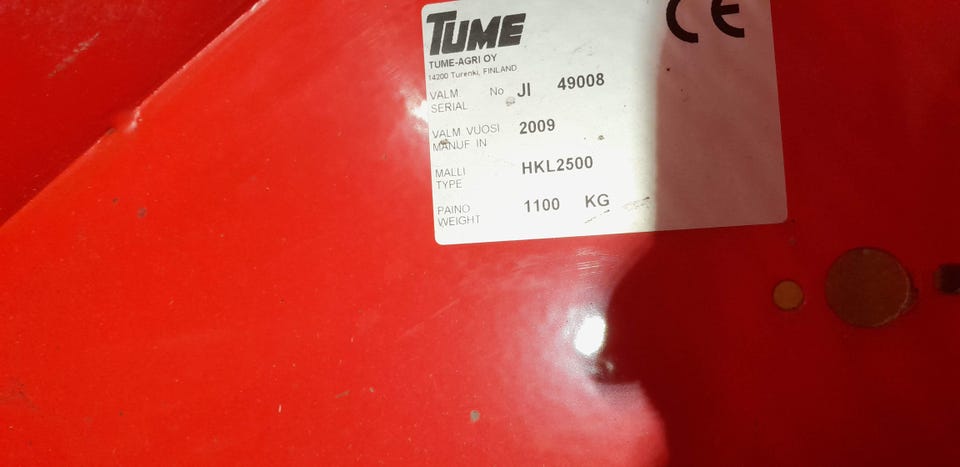 TUME CE
TUME-AGRI OY
14200 Turenki, FINLAND
VALM. No JI 49008
SERIAL
VALM VUOSI 2009
MANUF IN
MALLI HKL2500
TYPE
PAINO 1100 KG
WEIGHT